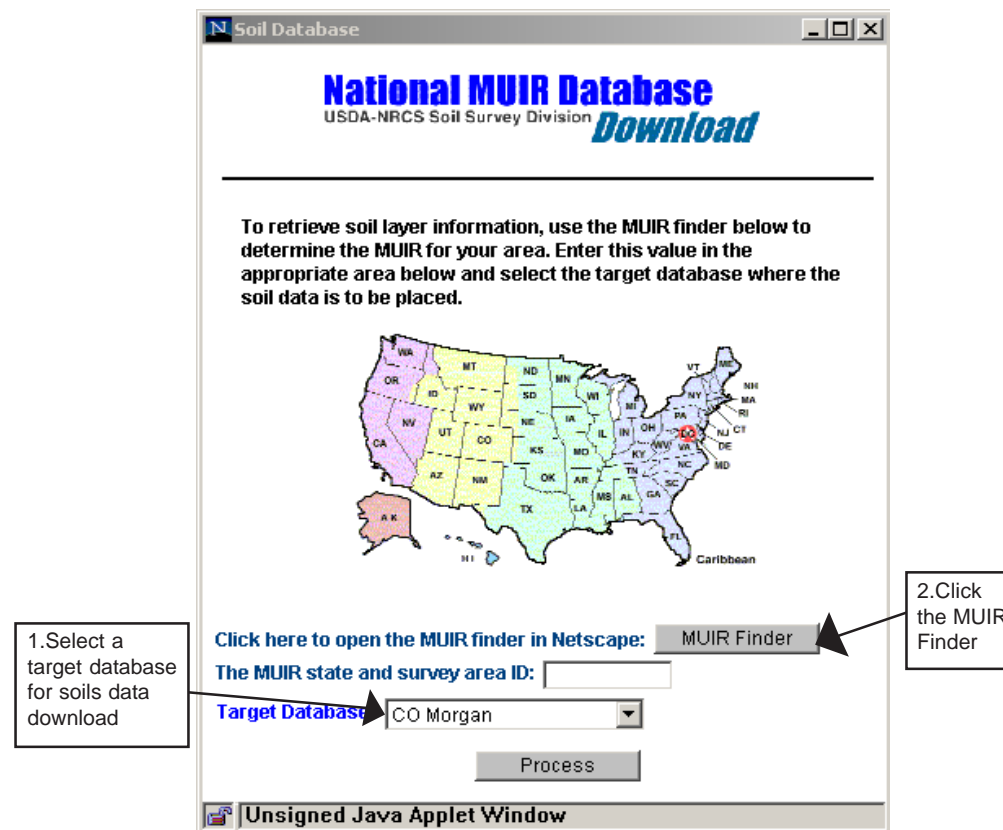 Soil Database
National MUIR Database
USDA-NRCS Soil Survey Division
Download
To retrieve soil layer information, use the MUIR finder below to
determine the MUIR for your area. Enter this value in the
appropriate area below and select the target database where the
soil data is to be placed.
WA
MT
ND
MN
VT
ME
OR
ID
SD
WI
MI
NY
NH
MA
RI
WY
NE
IA
PA
CT
NV
UT
CO
IL
IN
OH
DC
NJ
DE
CA
KS
MO
KY
WV
VA
MD
AZ
NM
OK
AR
TN
NC
SC
TX
LA
MS
AL
GA
AK
FL
HI
Caribbean
1.Select a
target database
for soils data
download
2.Click
the MUIR
Finder
Click here to open the MUIR finder in Netscape:
MUIR Finder
The MUIR state and survey area ID:
Target Database
CO Morgan
Process
Unsigned Java Applet Window